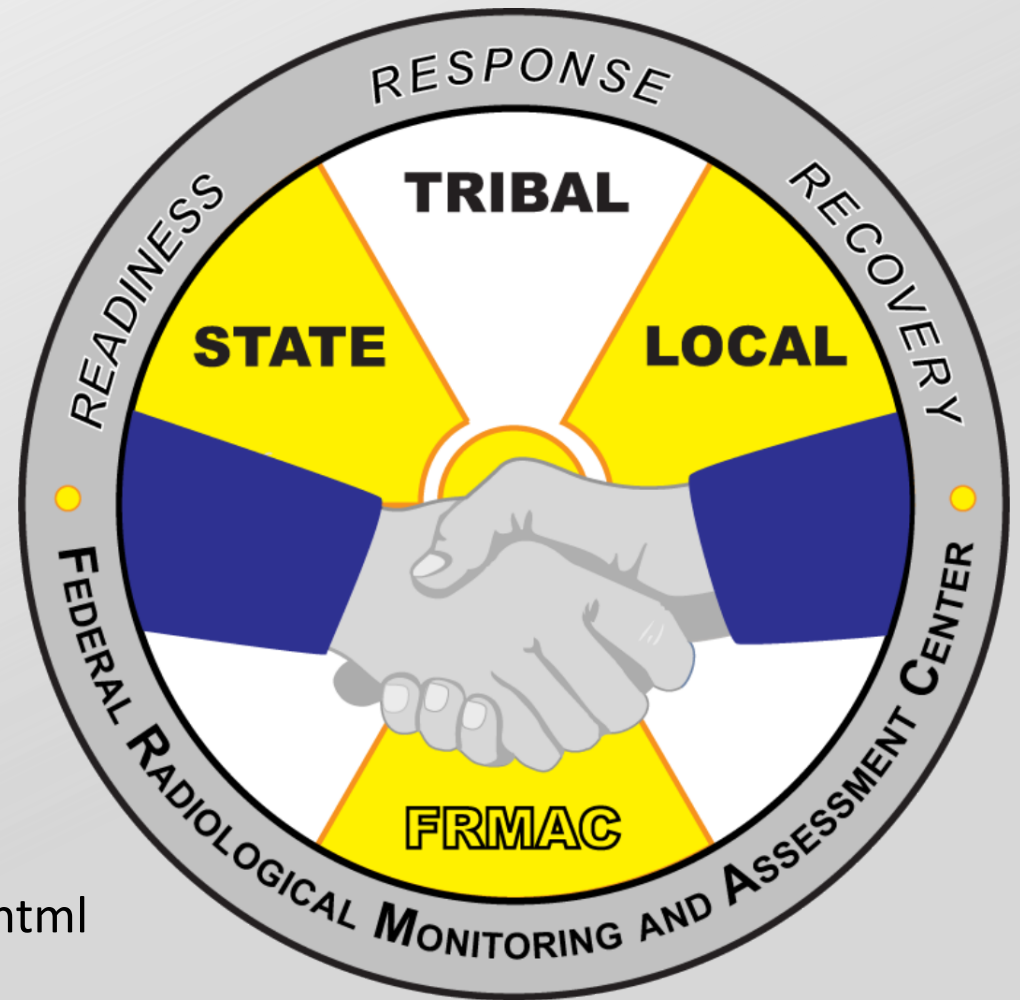 READINESS RESPONSE RECOVERY
TRIBAL
STATE
LOCAL
FRMAC
FEDERAL RADIOLOGICAL MONITORING AND ASSESSMENT CENTER
html